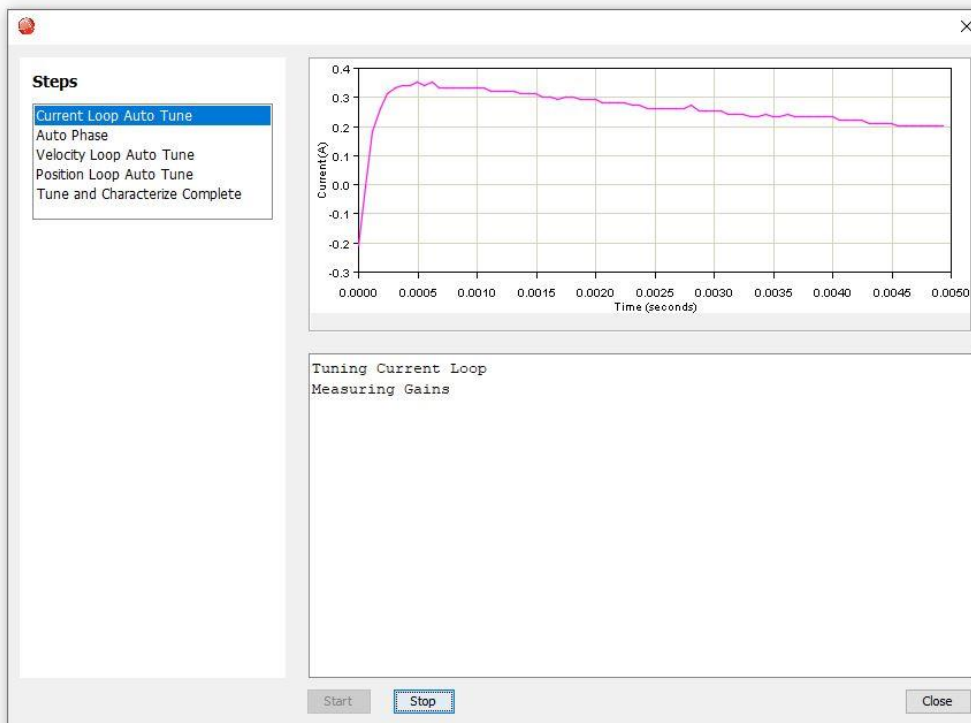 Steps
Current Loop Auto Tune
Auto Phase
Velocity Loop Auto Tune
Position Loop Auto Tune
Tune and Characterize Complete
0.4
0.3
0.2
0.1
0.0
-0.1
-0.2
-0.3
Current(A)
0.0000 0.0005 0.0010 0.0015 0.0020 0.0025 0.0030 0.0035 0.0040 0.0045 0.0050
Time (seconds)
Tuning Current Loop
Measuring Gains
Start Stop Close